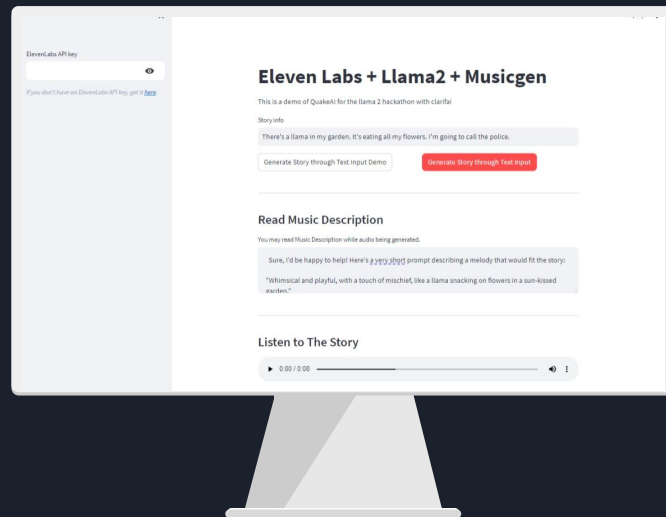 ElevenLabs API key
If you don't have an ElevenLabs API key, get it here.
Eleven Labs + Llama2 + Musicgen
This is a demo of QuakeAI for the llama 2 hackathon with clarifai
Story info
There's a llama in my garden. It's eating all my flowers. I'm going to call the police.
Generate Story through Text Input Demo
Generate Story through Text Input
Read Music Description
You may read Music Description while audio being generated.
Sure, I'd be happy to help! Here's a very short prompt describing a melody that would fit the story:
"Whimsical and playful, with a touch of mischief, like a llama snacking on flowers in a sun-kissed
garden."
Listen to The Story
0:00 / 0:08